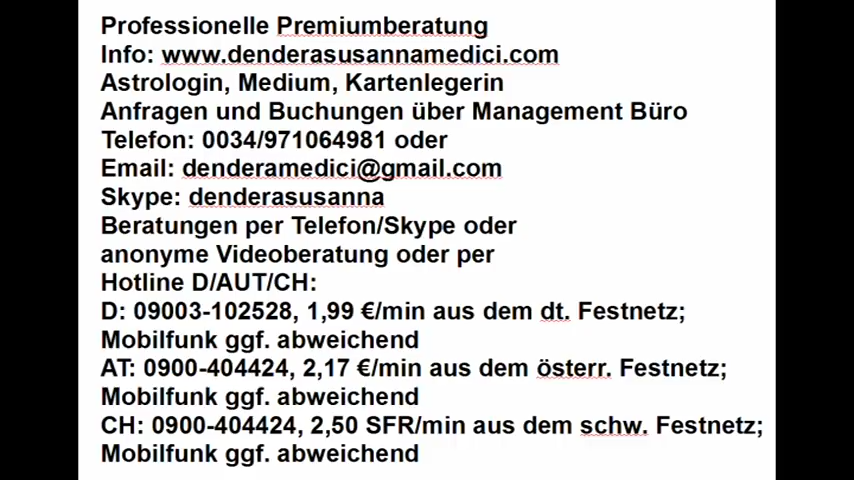 Professionelle Premiumberatung
Info: www.denderasusannamedici.com
Astrologin, Medium, Kartenlegerin
Anfragen und Buchungen über Management Büro
Telefon: 0034/971064981 oder
Email: denderamedici@gmail.com
Skype: denderasusanna
Beratungen per Telefon/Skype oder
anonyme Videoberatung oder per
Hotline D/AUT/CH:
D: 09003-102528, 1,99 €/min aus dem dt. Festnetz;
Mobilfunk ggf. abweichend
AT: 0900-404424, 2,17 €/min aus dem österr. Festnetz;
Mobilfunk ggf. abweichend
CH: 0900-404424, 2,50 SFR/min aus dem schw. Festnetz;
Mobilfunk ggf. abweichend